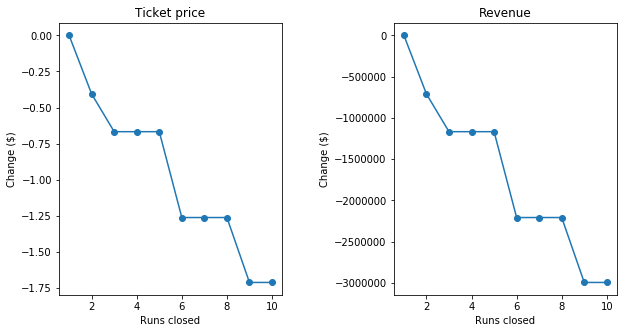 Ticket price
Change ($)
0.00
−0.25
−0.50
−0.75
−1.00
−1.25
−1.50
−1.75
2 4 6 8 10
Runs closed
Revenue
Change ($)
0
−500000
−1000000
−1500000
−2000000
−2500000
−3000000
2 4 6 8 10
Runs closed